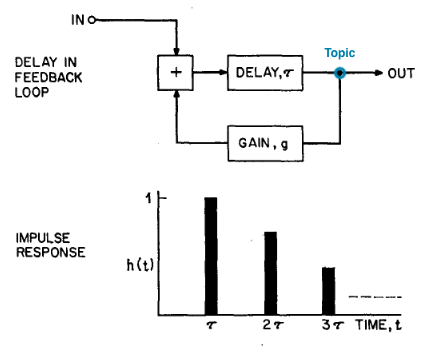 IN
Topic
DELAY IN
FEEDBACK
LOOP
+
DELAY, τ
OUT
GAIN, g
IMPULSE
RESPONSE
1
h(t)
τ
2τ
3τ
TIME, t